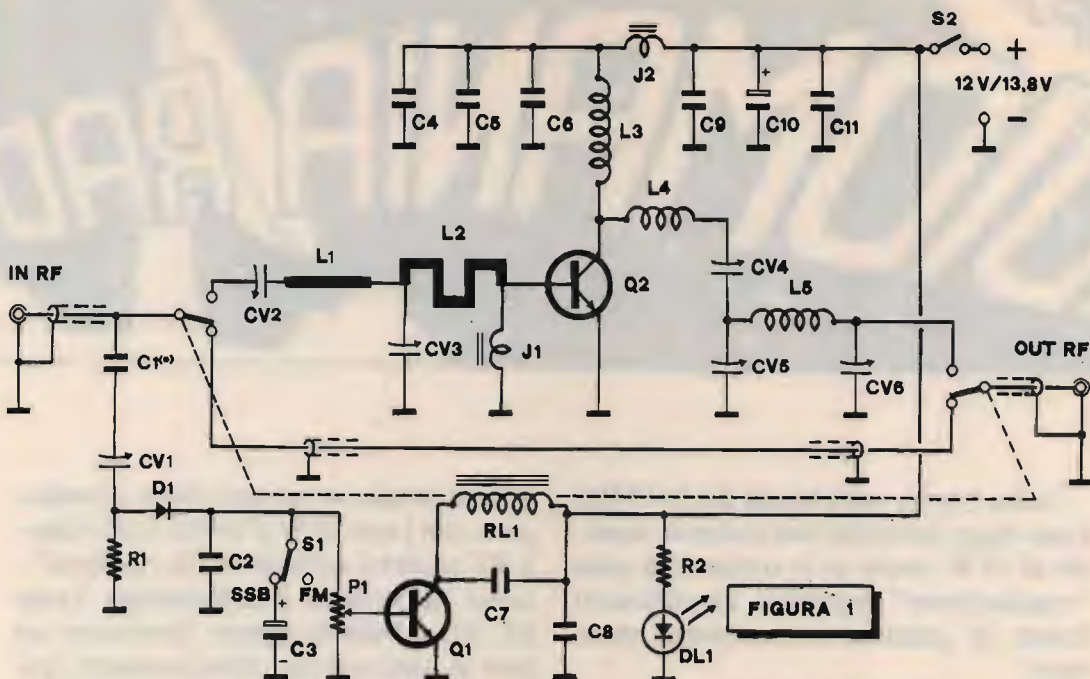 S2
+
12 V/13,8V
−
J2
C4
C5
C6
C9
+
C10
C11
L3
L4
L2
L1
IN RF
CV2
Q2
CV4
L5
CV3
J1
CV5
CV6
OUT RF
C1(*)
CV1
D1
RL1
R1
C2
S1
SSB
FM
P1
+
C3
-
C7
R2
Q1
C8
DL1
FIGURA 1